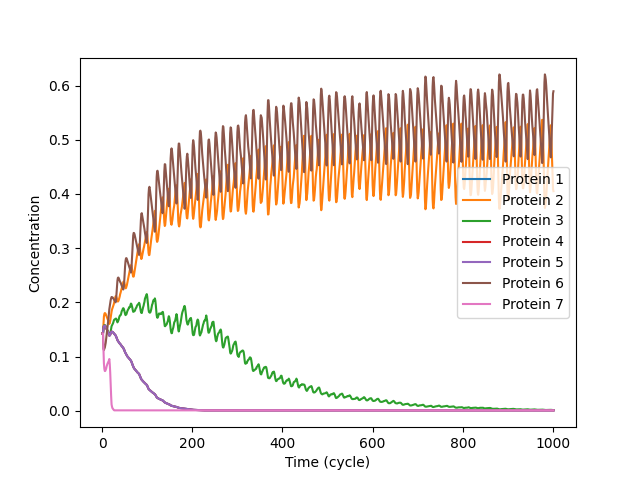 0.6
0.5
0.4
0.3
0.2
0.1
0.0
Concentration
Protein 1
Protein 2
Protein 3
Protein 4
Protein 5
Protein 6
Protein 7
0 200 400 600 800 1000
Time (cycle)